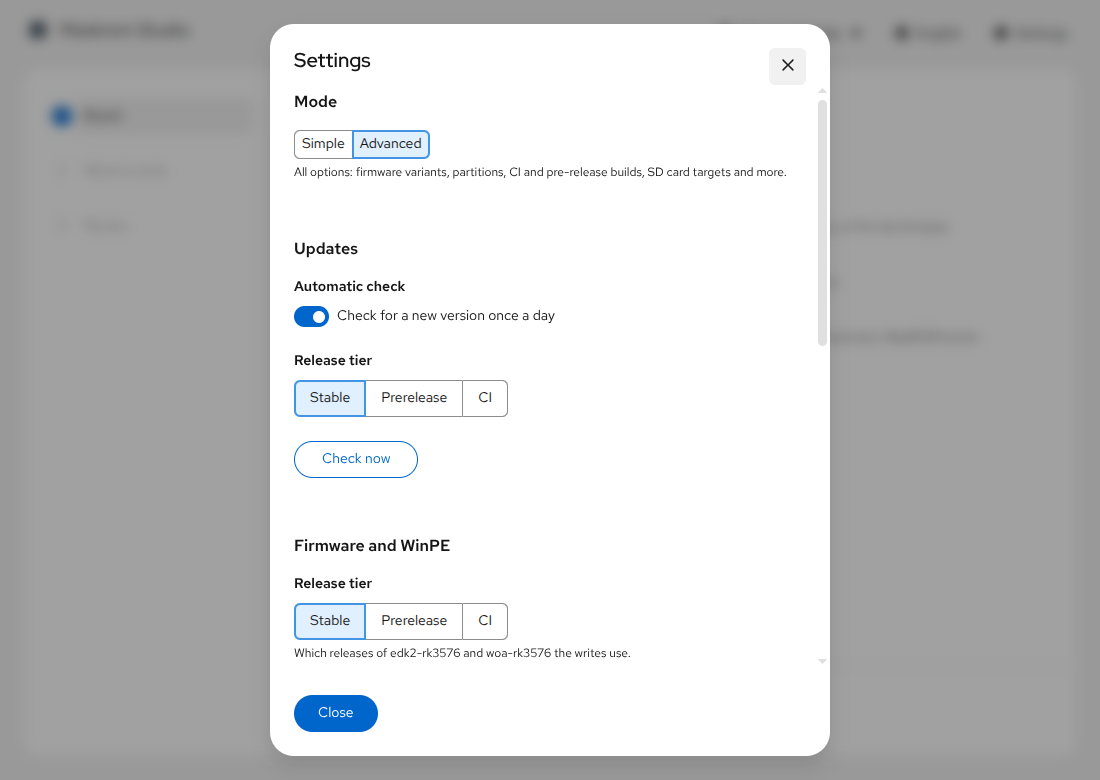 Settings
Mode
Simple Advanced
All options: firmware variants, partitions, CI and pre-release builds, SD card targets and more.
Updates
Automatic check
Check for a new version once a day
Release tier
Stable Prerelease CI
Check now
Firmware and WinPE
Release tier
Stable Prerelease CI
Which releases of edk2-rk3576 and woa-rk3576 the writes use.
Close